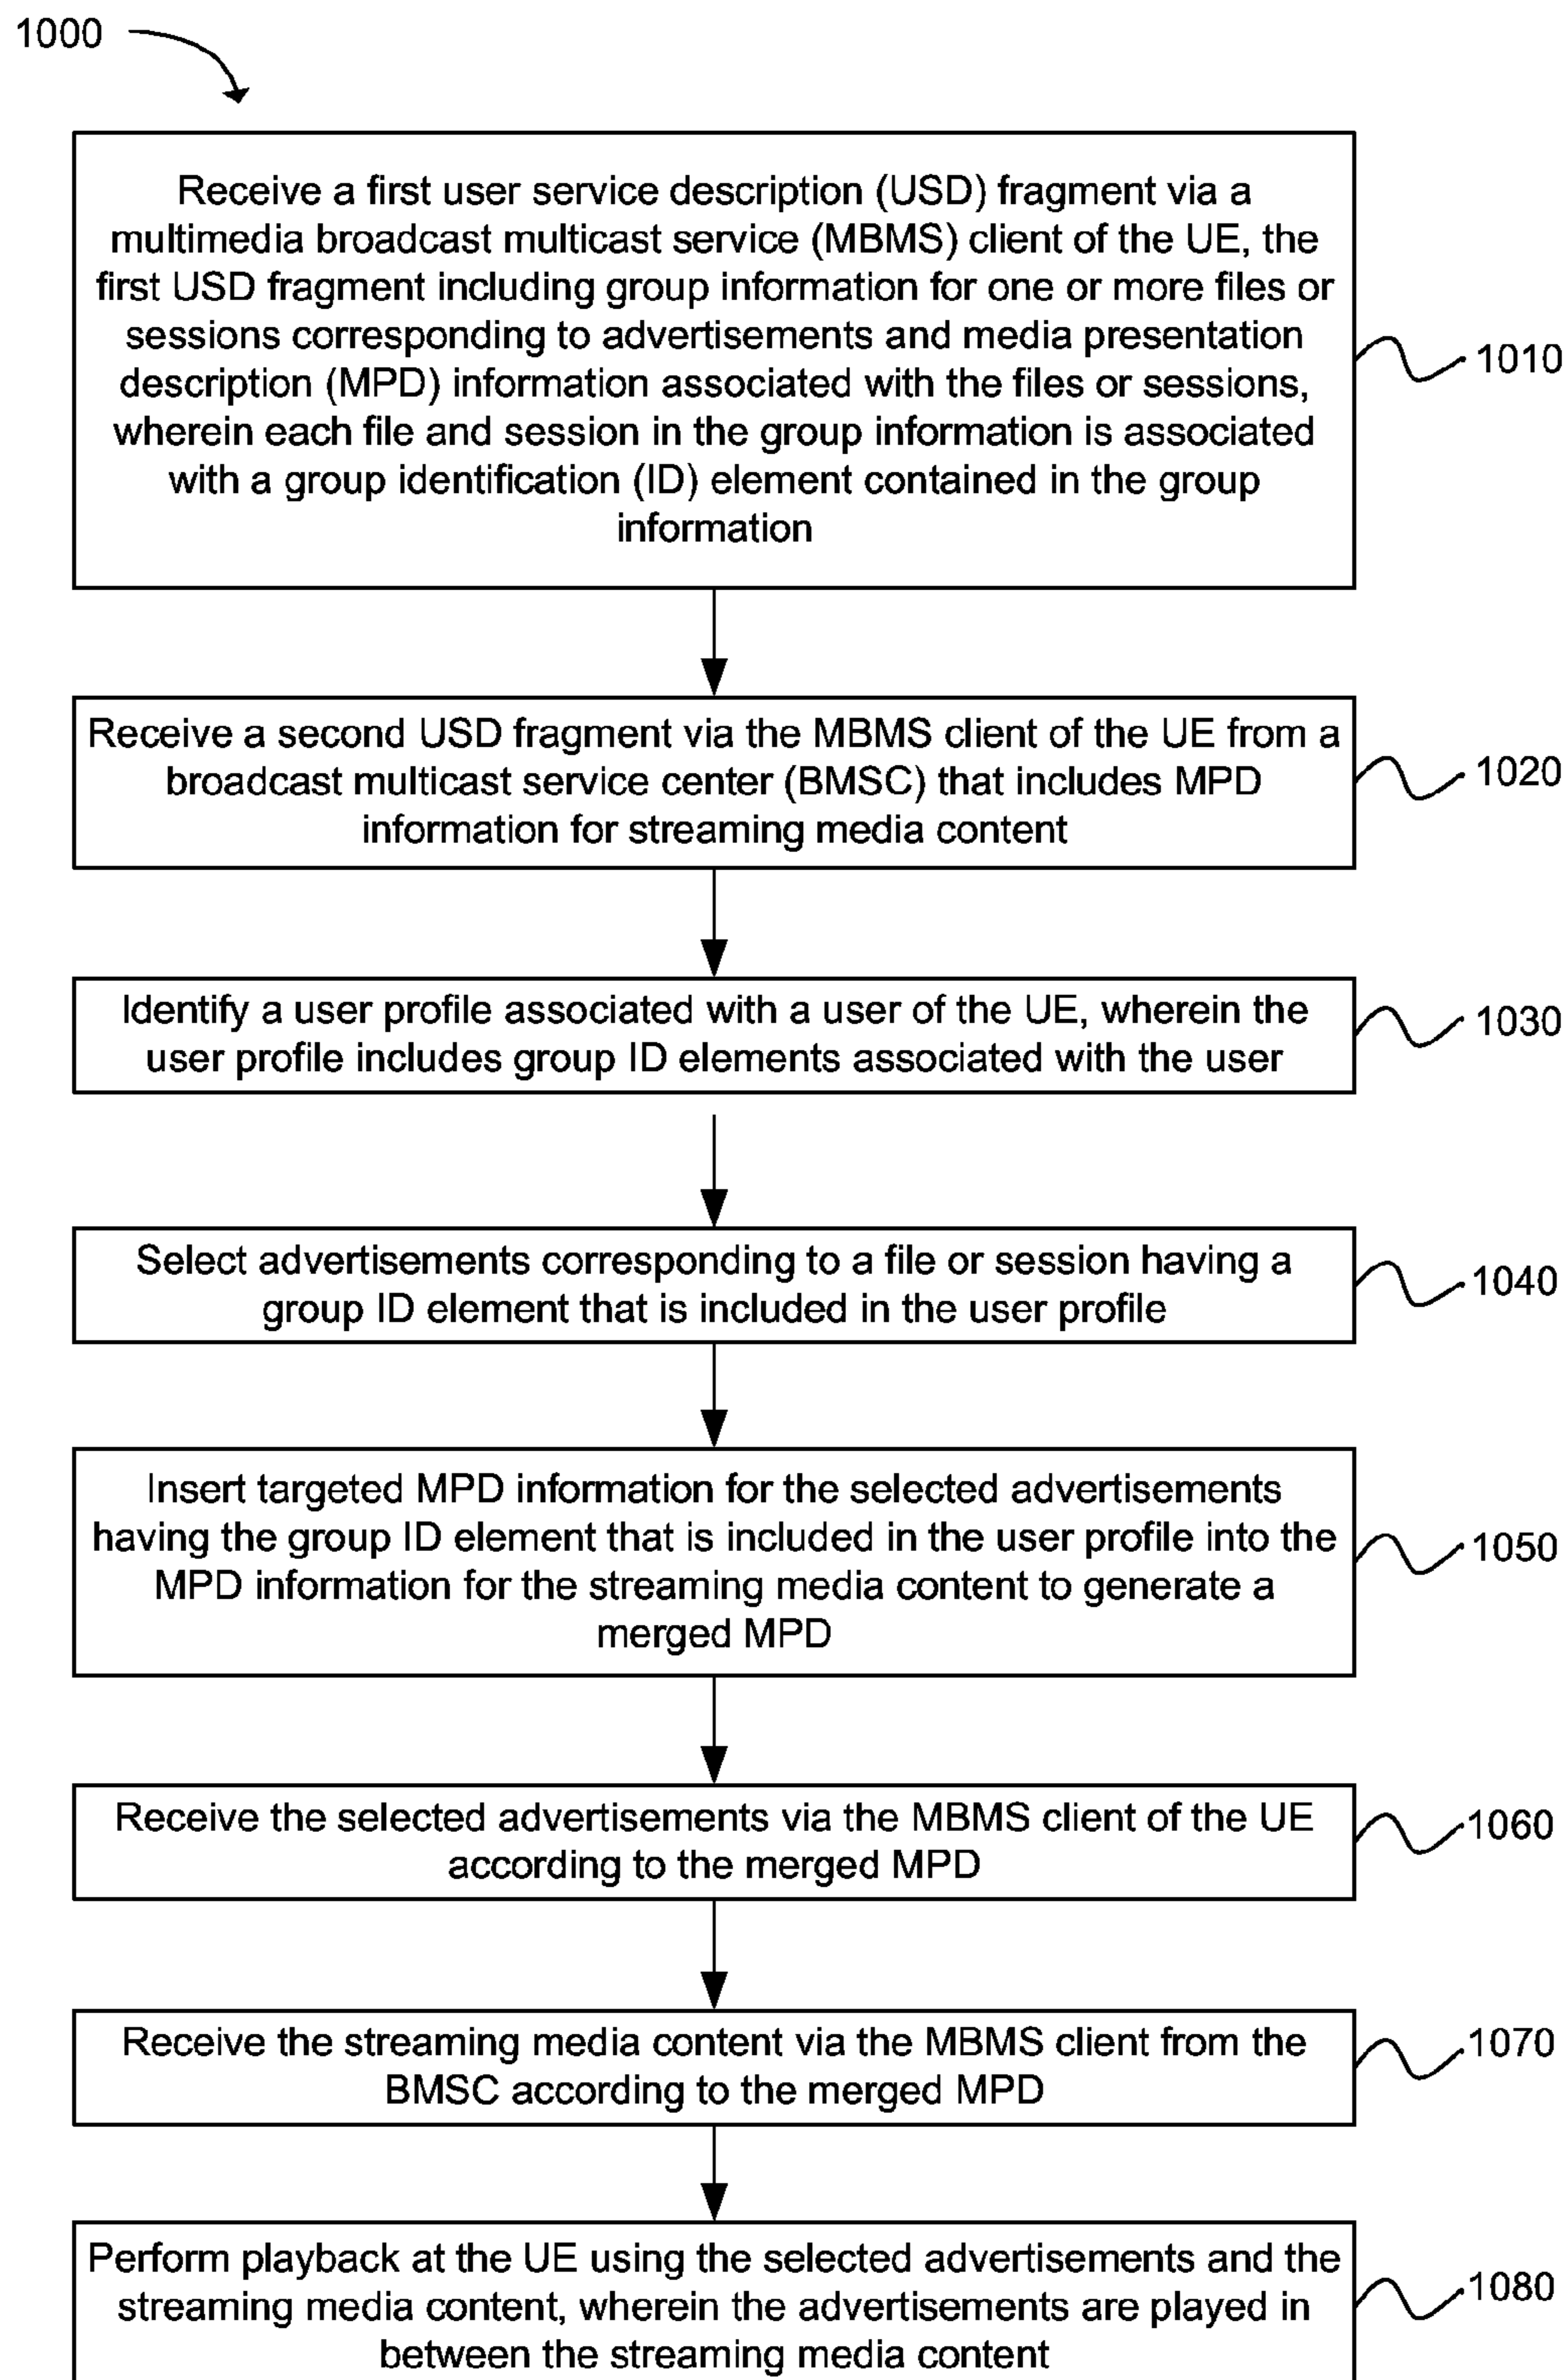 1000
Receive a first user service description (USD) fragment via a
multimedia broadcast multicast service (MBMS) client of the UE, the
first USD fragment including group information for one or more files or
sessions corresponding to advertisements and media presentation
description (MPD) information associated with the files or sessions,
wherein each file and session in the group information is associated
with a group identification (ID) element contained in the group
information
1010
Receive a second USD fragment via the MBMS client of the UE from a
broadcast multicast service center (BMSC) that includes MPD
information for streaming media content
1020
Identify a user profile associated with a user of the UE, wherein the
user profile includes group ID elements associated with the user
1030
Select advertisements corresponding to a file or session having a
group ID element that is included in the user profile
1040
Insert targeted MPD information for the selected advertisements
having the group ID element that is included in the user profile into the
MPD information for the streaming media content to generate a
merged MPD
1050
Receive the selected advertisements via the MBMS client of the UE
according to the merged MPD
1060
Receive the streaming media content via the MBMS client from the
BMSC according to the merged MPD
1070
Perform playback at the UE using the selected advertisements and the
streaming media content, wherein the advertisements are played in
between the streaming media content
1080